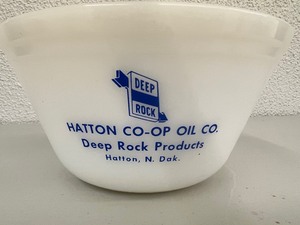 DEEP
ROCK
HATTON CO-OP OIL CO.
Deep Rock Products
Hatton, N. Dak.